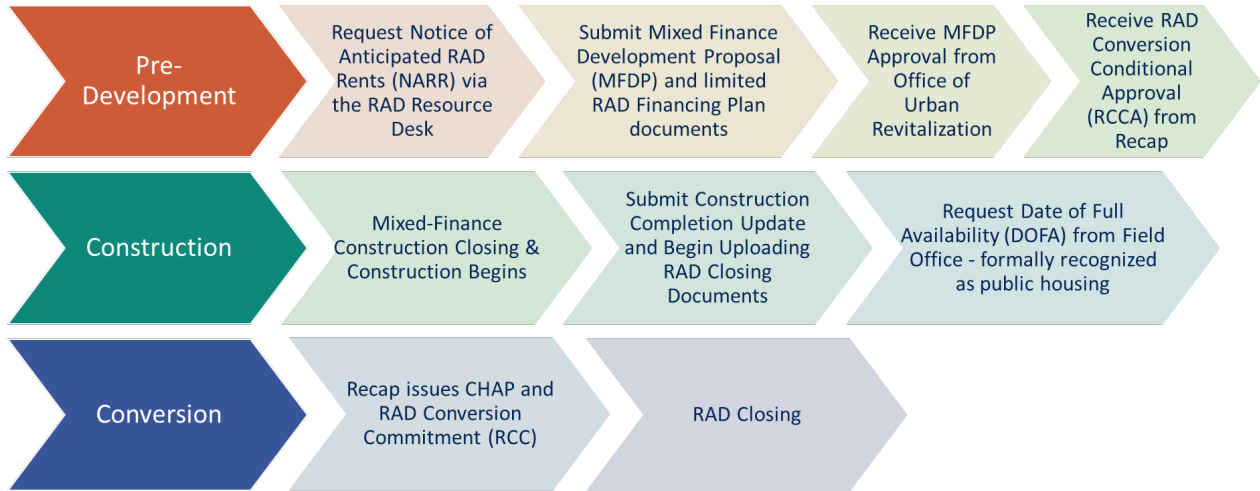 Pre-
Development
Request Notice of
Anticipated RAD
Rents (NARR) via
the RAD Resource
Desk
Submit Mixed Finance
Development Proposal
(MFDP) and limited
RAD Financing Plan
documents
Receive MFDP
Approval from
Office of
Urban
Revitalization
Receive RAD
Conversion
Conditional
Approval
(RCCA) from
Recap
Construction
Mixed-Finance
Construction Closing &
Construction Begins
Submit Construction
Completion Update
and Begin Uploading
RAD Closing
Documents
Request Date of Full
Availability (DOFA) from Field
Office - formally recognized
as public housing
Conversion
Recap issues CHAP and
RAD Conversion
Commitment (RCC)
RAD Closing